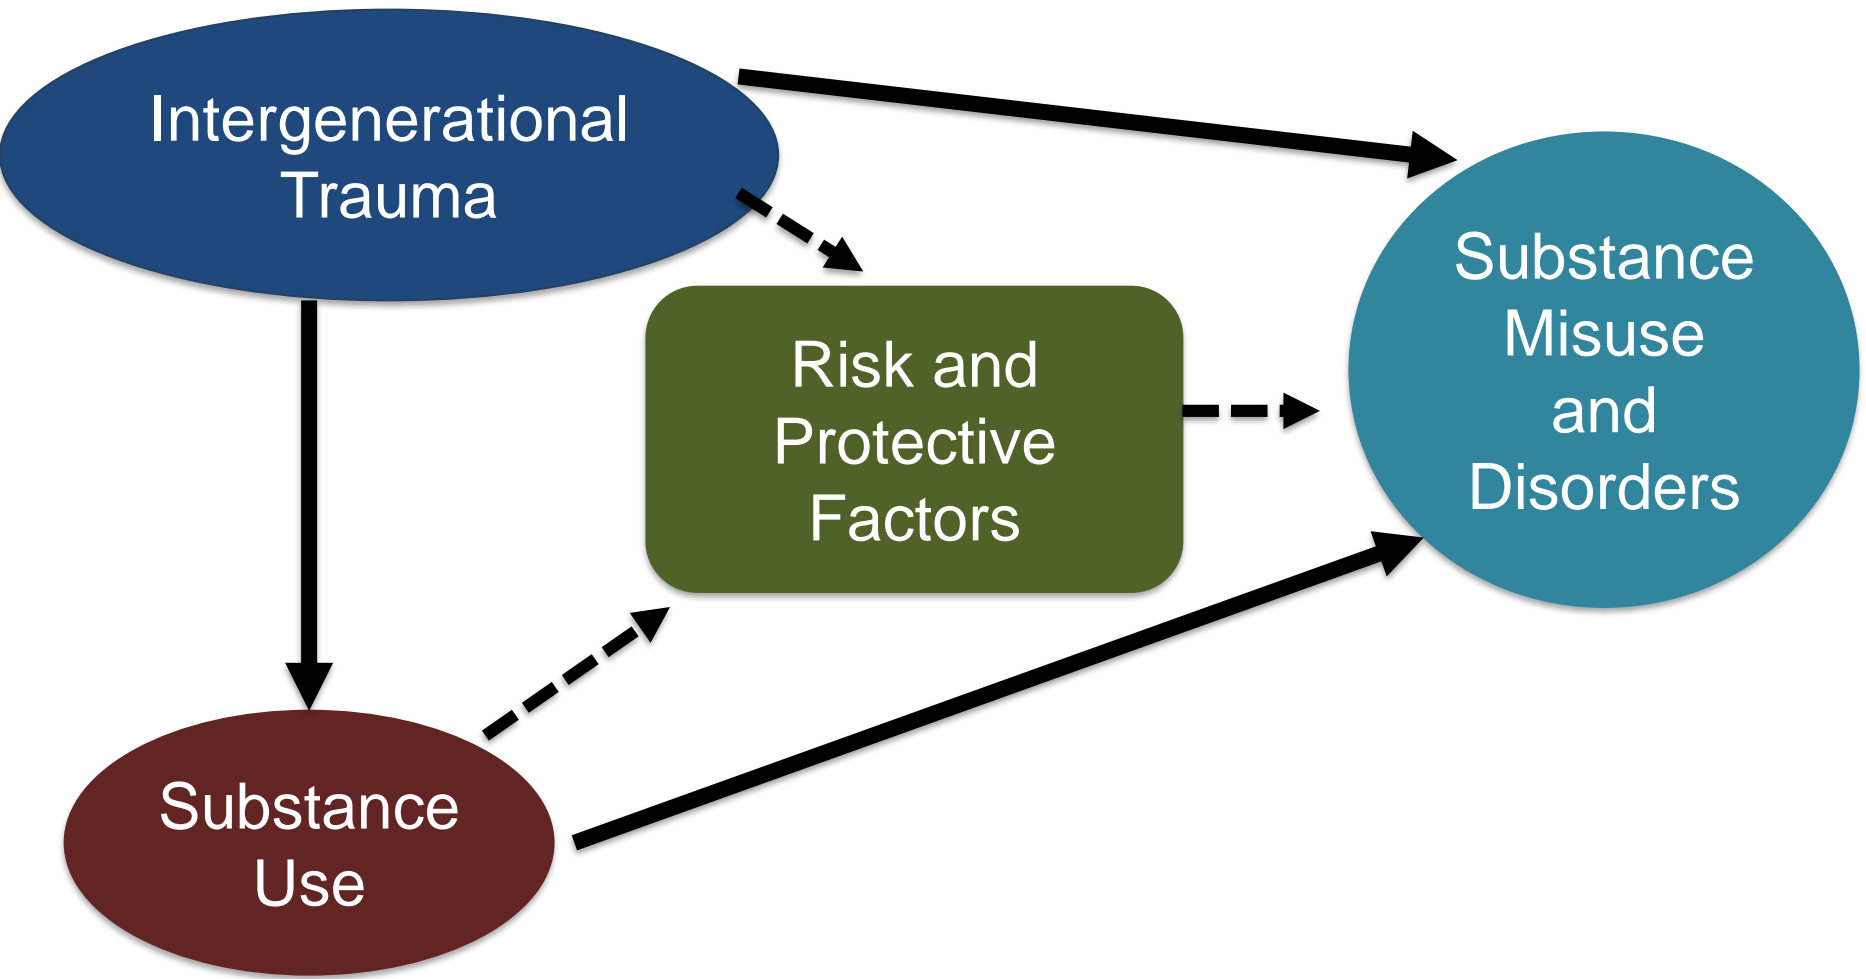 Intergenerational
Trauma
Risk and
Protective
Factors
Substance
Misuse
and
Disorders
Substance
Use